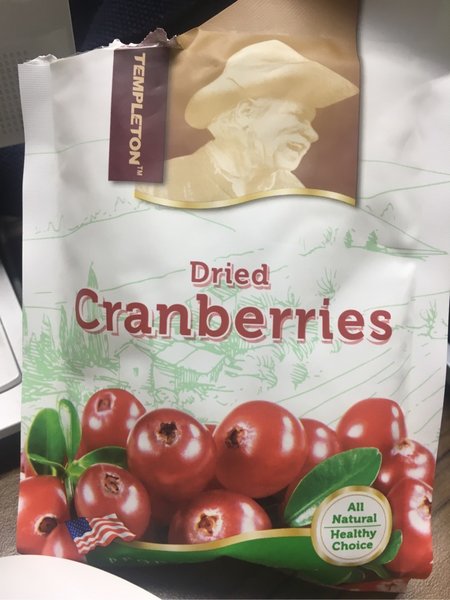 TEMPLETON™
Dried
Cranberries
All
Natural
Healthy
Choice